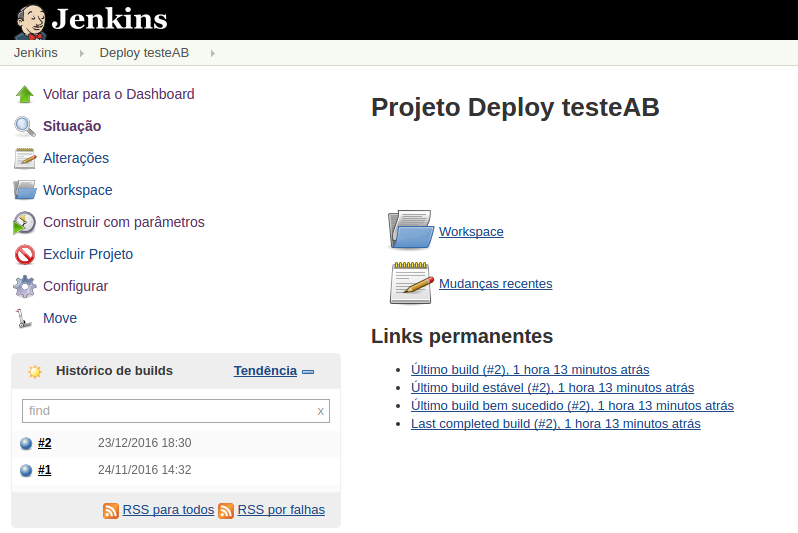 Jenkins
Jenkins Deploy testeAB
Voltar para o Dashboard
Situação
Alterações
Workspace
Construir com parâmetros
Excluir Projeto
Configurar
Move
Histórico de builds Tendência
find x
#2 23/12/2016 18:30
#1 24/11/2016 14:32
RSS para todos RSS por falhas
Projeto Deploy testeAB
Workspace
Mudanças recentes
Links permanentes
Último build (#2), 1 hora 13 minutos atrás
Último build estável (#2), 1 hora 13 minutos atrás
Último build bem sucedido (#2), 1 hora 13 minutos atrás
Last completed build (#2), 1 hora 13 minutos atrás